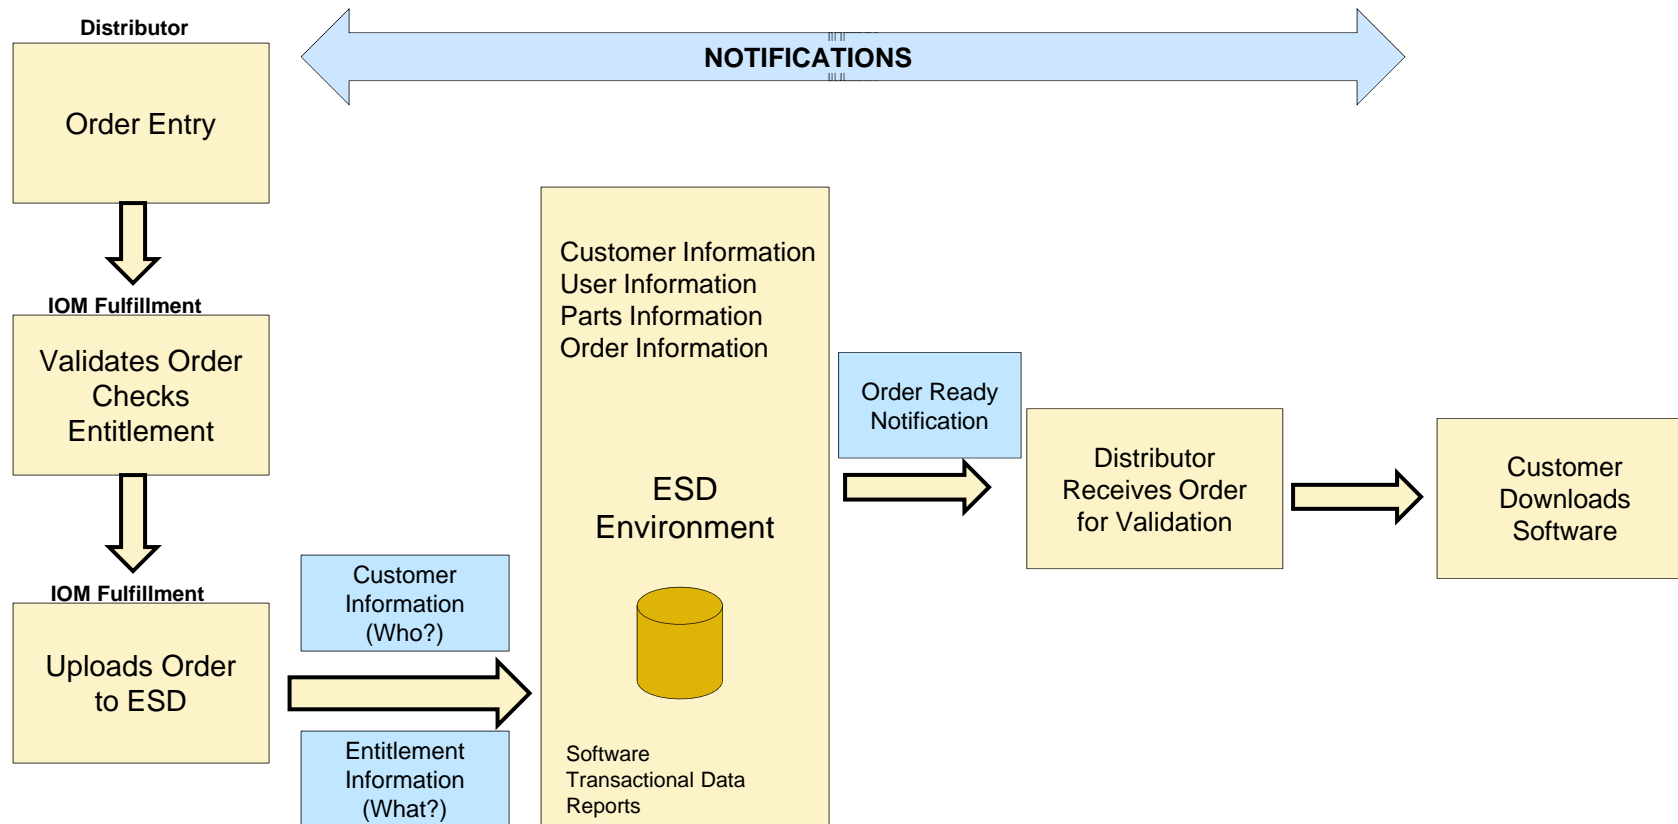 Distributor
NOTIFICATIONS
Order Entry
IOM Fulfillment
Validates Order
Checks
Entitlement
IOM Fulfillment
Uploads Order
to ESD
Customer
Information
(Who?)
Entitlement
Information
(What?)
Customer Information
User Information
Parts Information
Order Information
ESD
Environment
Software
Transactional Data
Reports
Order Ready
Notification
Distributor
Receives Order
for Validation
Customer
Downloads
Software